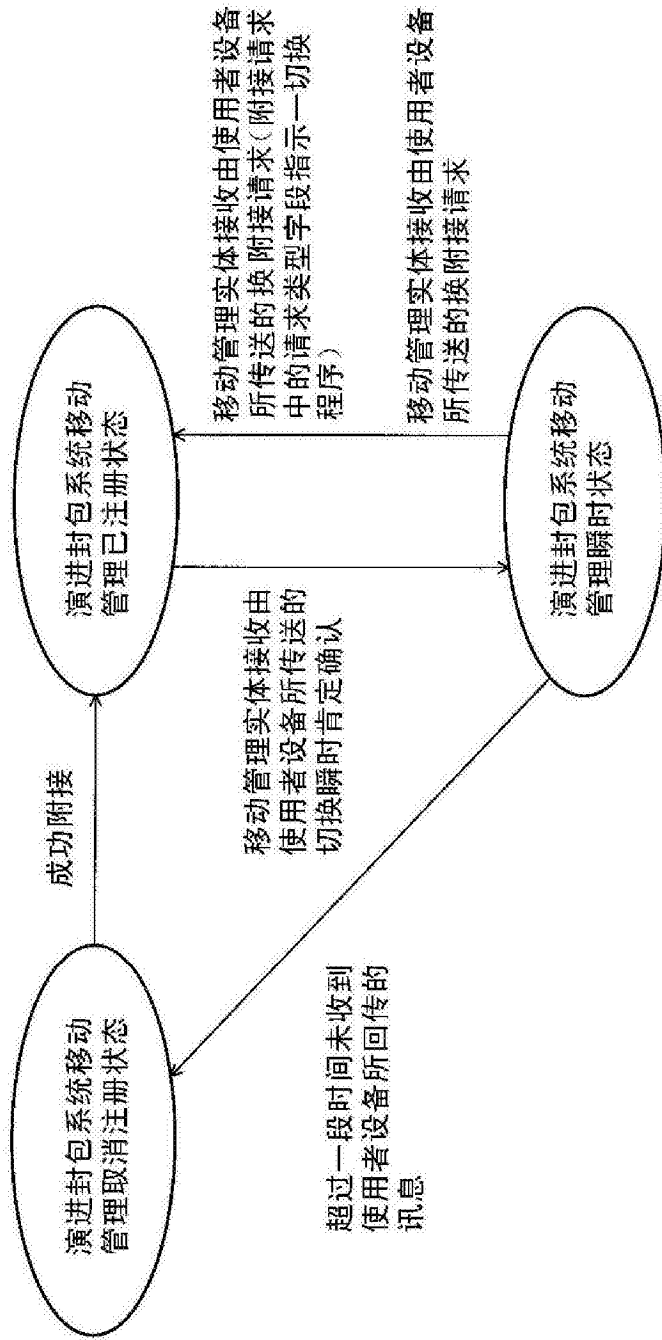 演进封包系统移动
管理取消注册状态
成功附接
演进封包系统移动
管理已注册状态
移动管理实体接收由
使用者设备所传送的
切换瞬时肯定确认
移动管理实体接收由使用者设备
所传送的换附接请求(附接请求
中的请求类型字段指示一切换
程序)
移动管理实体接收由使用者设备
所传送的换附接请求
超过一段时间未收到
使用者设备所回传的
讯息
演进封包系统移动
管理瞬时状态